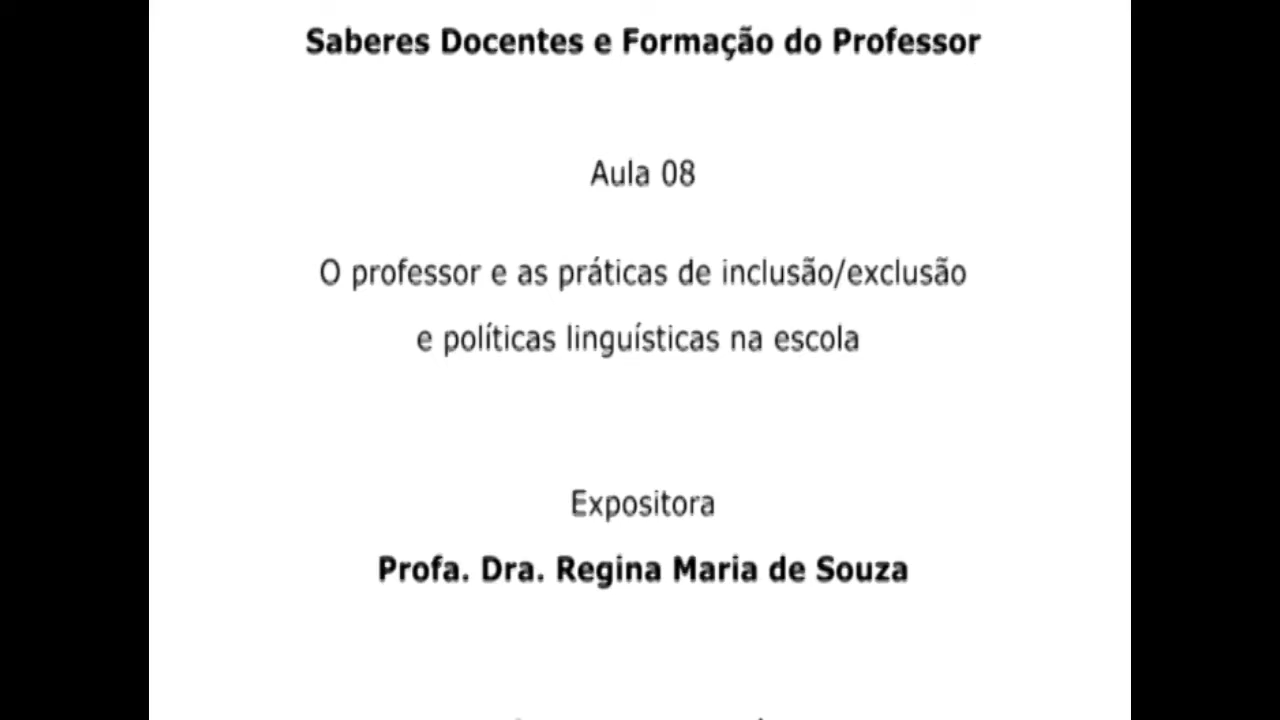 Saberes Docentes e Formação do Professor
Aula 08
O professor e as práticas de inclusão/exclusão
e políticas linguísticas na escola
Expositora
Profa. Dra. Regina Maria de Souza